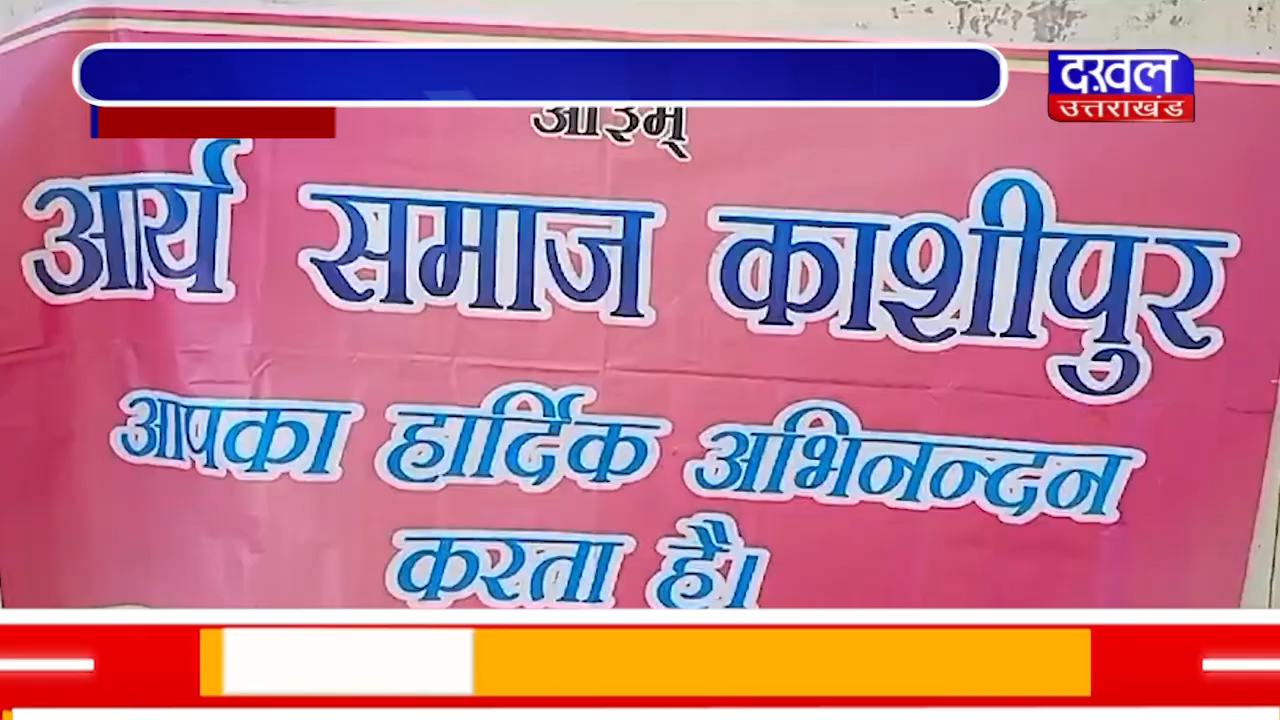 दख़ल
उत्तराखंड
ओ३म्
आर्य समाज काशीपुर
आपका हार्दिक अभिनन्दन
करता है।